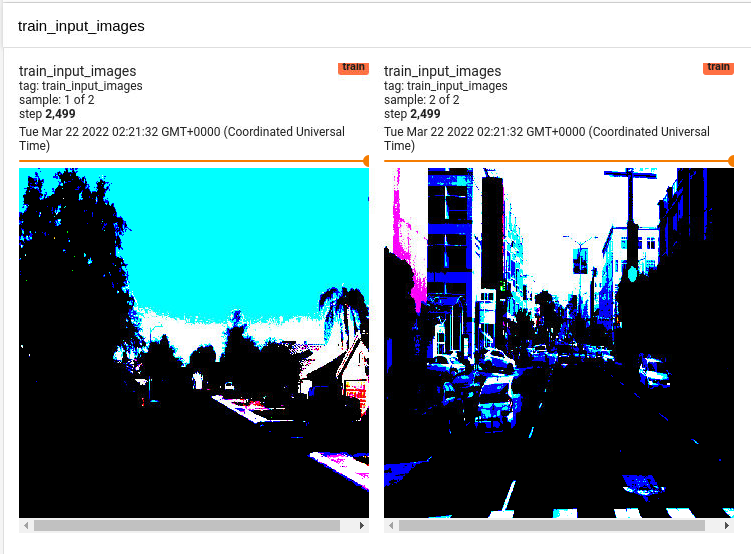 train_input_images
train_input_images
train
tag: train_input_images
sample: 1 of 2
step 2,499
Tue Mar 22 2022 02:21:32 GMT+0000 (Coordinated Universal
Time)
train_input_images
train
tag: train_input_images
sample: 2 of 2
step 2,499
Tue Mar 22 2022 02:21:32 GMT+0000 (Coordinated Universal
Time)